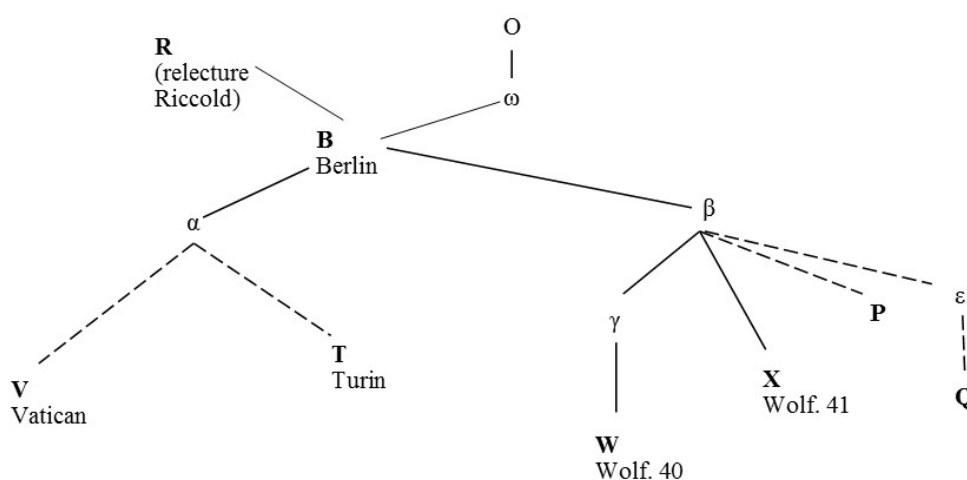 O
R
(relecture
Riccold)
ω
B
Berlin
α
β
ε
P
γ
T
Turin
V
Vatican
X
Wolf. 41
Q
W
Wolf. 40